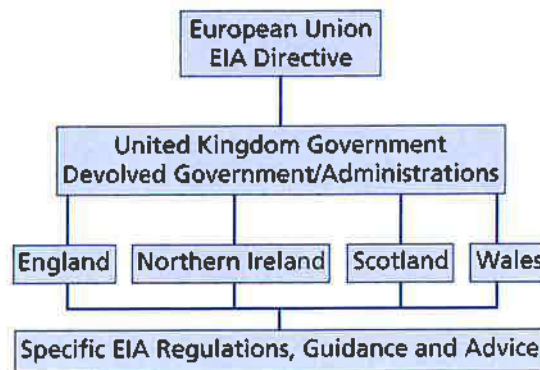 European Union
EIA Directive
United Kingdom Government
Devolved Government/Administrations
England
Northern Ireland
Scotland
Wales
Specific EIA Regulations, Guidance and Advice